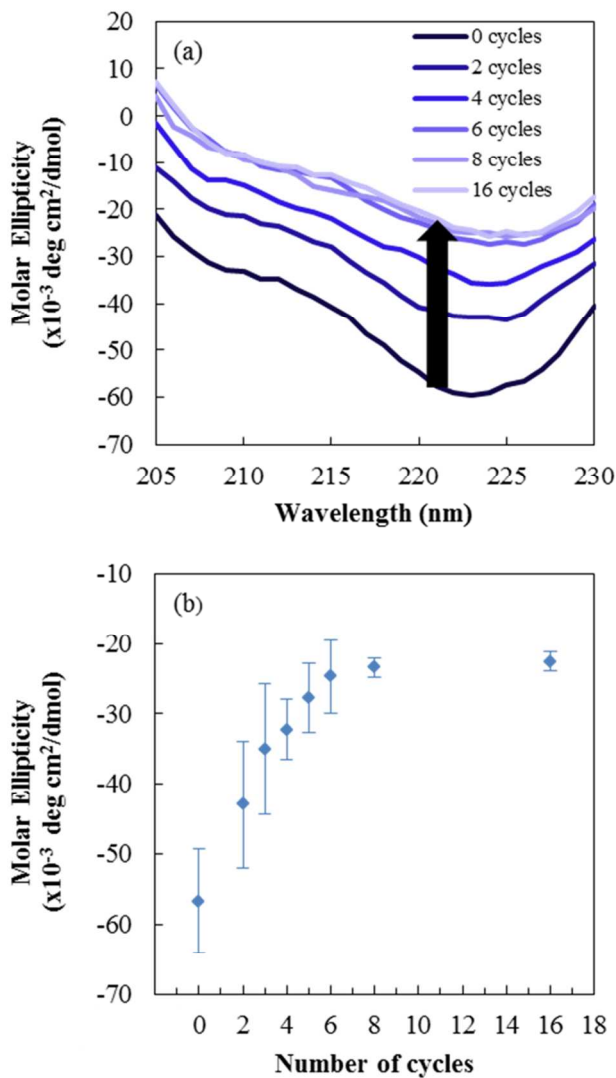 (a)
0 cycles
2 cycles
4 cycles
6 cycles
8 cycles
16 cycles
20
10
0
-10
-20
-30
-40
-50
-60
-70
Molar Ellipticity
(x10⁻³ deg cm²/dmol)
205 210 215 220 225 230
Wavelength (nm)
(b)
-10
-20
-30
-40
-50
-60
-70
Molar Ellipticity
(x10⁻³ deg cm²/dmol)
0 2 4 6 8 10 12 14 16 18
Number of cycles